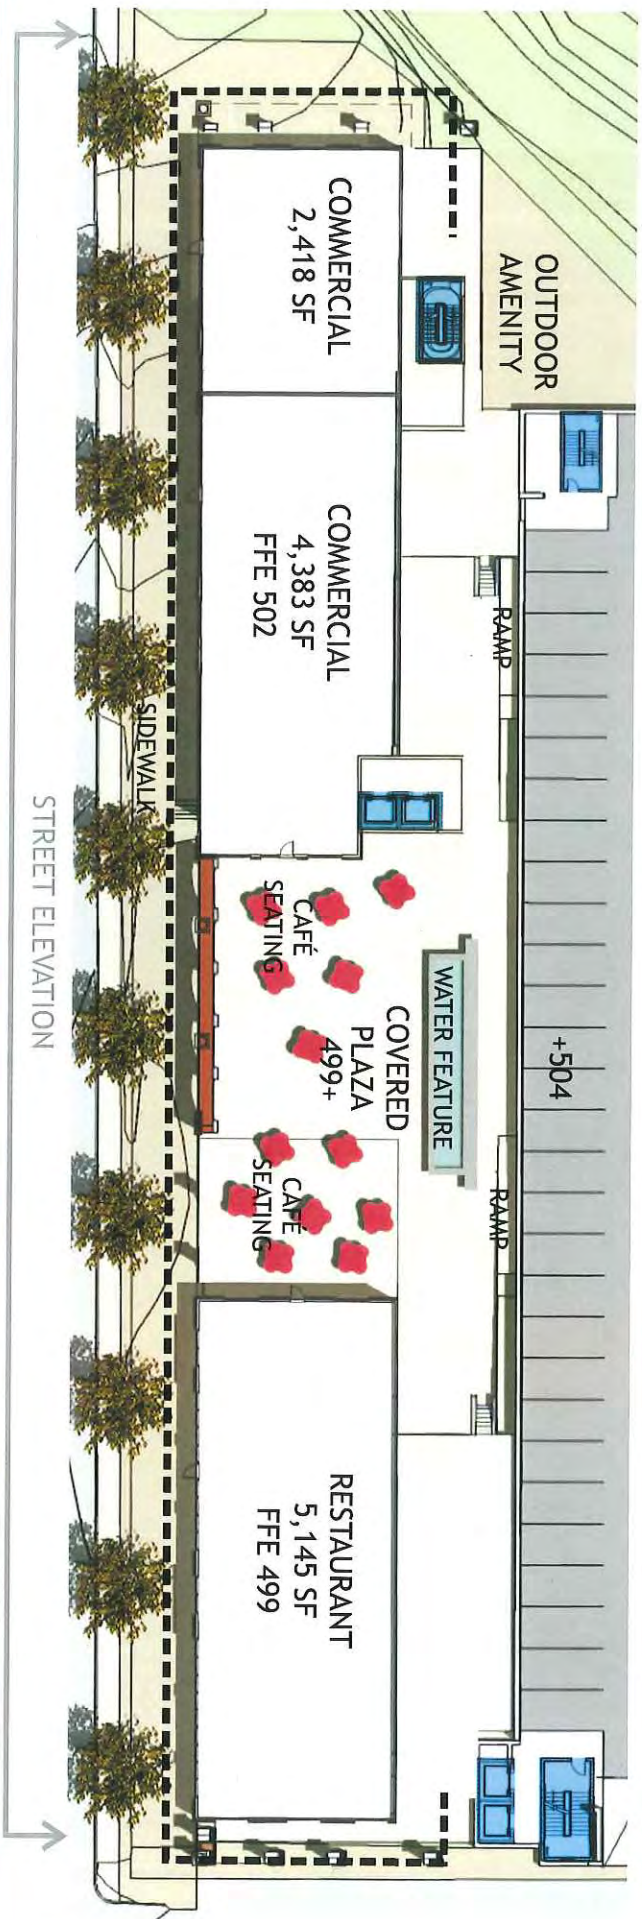 OUTDOOR
AMENITY
COMMERCIAL
2,418 SF
COMMERCIAL
4,383 SF
FFE 502
RAMP
SIDEWALK
CAFÉ
SEATING
WATER FEATURE
COVERED
PLAZA
499+
+504
CAFÉ
SEATING
RAMP
RESTAURANT
5,145 SF
FFE 499
STREET ELEVATION